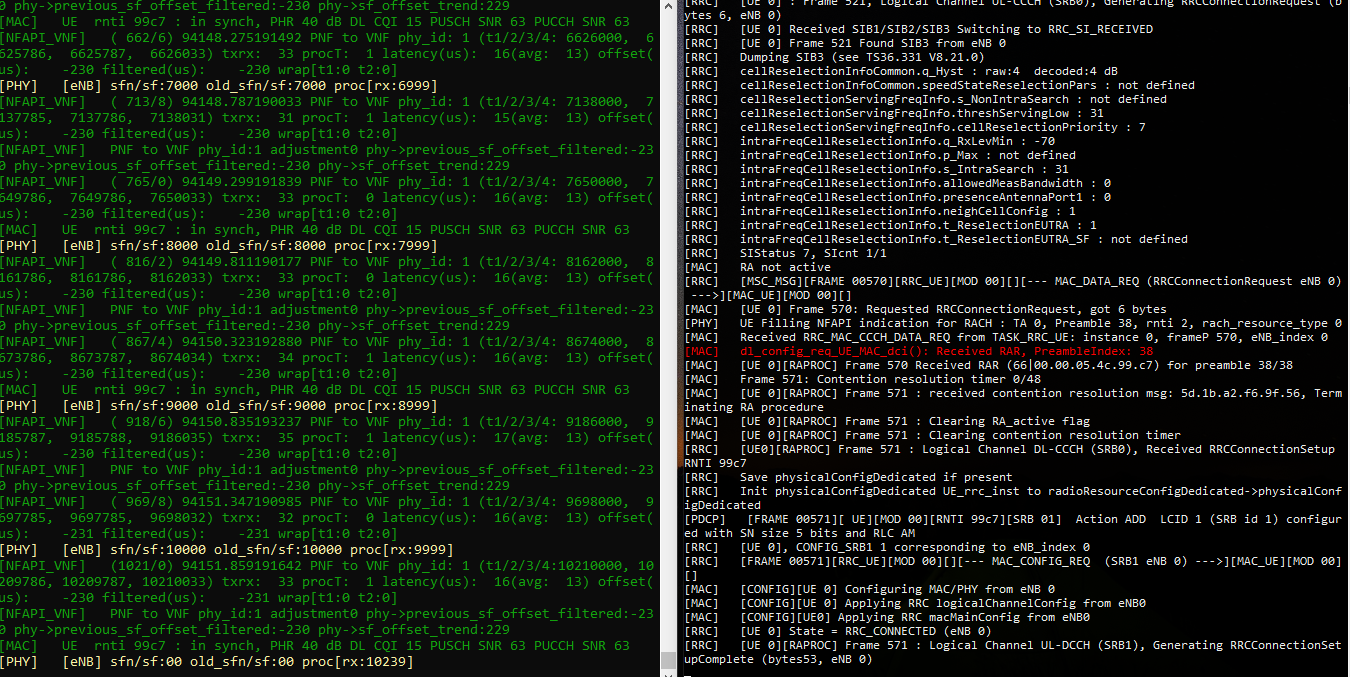 0 phy->previous_sf_offset_filtered:-230 phy->sf_offset_trend:229
[MAC]   UE  rnti 99c7 : in synch, PHR 40 dB DL CQI 15 PUSCH SNR 63 PUCCH SNR 63
[NFAPI_VNF]   ( 662/6) 94148.275191492 PNF to VNF phy_id: 1 (t1/2/3/4: 6626000,  6
625786,  6625787,  6626033) txrx:  33 procT:  1 latency(us):  16(avg:  13) offset(
us):    -230 filtered(us):    -230 wrap[t1:0 t2:0]
[PHY]   [eNB] sfn/sf:7000 old_sfn/sf:7000 proc[rx:6999]
[NFAPI_VNF]   ( 713/8) 94148.787190033 PNF to VNF phy_id: 1 (t1/2/3/4: 7138000,  7
137785,  7137786,  7138031) txrx:  31 procT:  1 latency(us):  15(avg:  13) offset(
us):    -230 filtered(us):    -230 wrap[t1:0 t2:0]
[NFAPI_VNF]   PNF to VNF phy_id:1 adjustment0 phy->previous_sf_offset_filtered:-23
0 phy->previous_sf_offset_filtered:-230 phy->sf_offset_trend:229
[NFAPI_VNF]   ( 765/0) 94149.299191839 PNF to VNF phy_id: 1 (t1/2/3/4: 7650000,  7
649786,  7649786,  7650033) txrx:  33 procT:  0 latency(us):  16(avg:  13) offset(
us):    -230 filtered(us):    -230 wrap[t1:0 t2:0]
[MAC]   UE  rnti 99c7 : in synch, PHR 40 dB DL CQI 15 PUSCH SNR 63 PUCCH SNR 63
[PHY]   [eNB] sfn/sf:8000 old_sfn/sf:8000 proc[rx:7999]
[NFAPI_VNF]   ( 816/2) 94149.811190177 PNF to VNF phy_id: 1 (t1/2/3/4: 8162000,  8
161786,  8161786,  8162033) txrx:  33 procT:  0 latency(us):  16(avg:  13) offset(
us):    -230 filtered(us):    -230 wrap[t1:0 t2:0]
[NFAPI_VNF]   PNF to VNF phy_id:1 adjustment0 phy->previous_sf_offset_filtered:-23
0 phy->previous_sf_offset_filtered:-230 phy->sf_offset_trend:229
[NFAPI_VNF]   ( 867/4) 94150.323192880 PNF to VNF phy_id: 1 (t1/2/3/4: 8674000,  8
673786,  8673787,  8674034) txrx:  34 procT:  1 latency(us):  16(avg:  13) offset(
us):    -230 filtered(us):    -230 wrap[t1:0 t2:0]
[MAC]   UE  rnti 99c7 : in synch, PHR 40 dB DL CQI 15 PUSCH SNR 63 PUCCH SNR 63
[PHY]   [eNB] sfn/sf:9000 old_sfn/sf:9000 proc[rx:8999]
[NFAPI_VNF]   ( 918/6) 94150.835193237 PNF to VNF phy_id: 1 (t1/2/3/4: 9186000,  9
185787,  9185788,  9186035) txrx:  35 procT:  1 latency(us):  17(avg:  13) offset(
us):    -230 filtered(us):    -230 wrap[t1:0 t2:0]
[NFAPI_VNF]   PNF to VNF phy_id:1 adjustment0 phy->previous_sf_offset_filtered:-23
0 phy->previous_sf_offset_filtered:-230 phy->sf_offset_trend:229
[NFAPI_VNF]   ( 969/8) 94151.347190985 PNF to VNF phy_id: 1 (t1/2/3/4: 9698000,  9
697785,  9697785,  9698032) txrx:  32 procT:  0 latency(us):  16(avg:  13) offset(
us):    -231 filtered(us):    -231 wrap[t1:0 t2:0]
[PHY]   [eNB] sfn/sf:10000 old_sfn/sf:10000 proc[rx:9999]
[NFAPI_VNF]   (1021/0) 94151.859191642 PNF to VNF phy_id: 1 (t1/2/3/4:10210000, 10
209786, 10209787, 10210033) txrx:  33 procT:  1 latency(us):  16(avg:  13) offset(
us):    -230 filtered(us):    -231 wrap[t1:0 t2:0]
[NFAPI_VNF]   PNF to VNF phy_id:1 adjustment0 phy->previous_sf_offset_filtered:-23
0 phy->previous_sf_offset_filtered:-230 phy->sf_offset_trend:229
[MAC]   UE  rnti 99c7 : in synch, PHR 40 dB DL CQI 15 PUSCH SNR 63 PUCCH SNR 63
[PHY]   [eNB] sfn/sf:00 old_sfn/sf:00 proc[rx:10239]
[RRC]   [UE 0] : Frame 521, Logical Channel UL-CCCH (SRB0), Generating RRCConnectionRequest (b
ytes 6, eNB 0)
[RRC]   [UE 0] Received SIB1/SIB2/SIB3 Switching to RRC_SI_RECEIVED
[RRC]   [UE 0] Frame 521 Found SIB3 from eNB 0
[RRC]   Dumping SIB3 (see TS36.331 V8.21.0)
[RRC]   cellReselectionInfoCommon.q_Hyst : raw:4  decoded:4 dB
[RRC]   cellReselectionInfoCommon.speedStateReselectionPars : not defined
[RRC]   cellReselectionServingFreqInfo.s_NonIntraSearch : not defined
[RRC]   cellReselectionServingFreqInfo.threshServingLow : 31
[RRC]   cellReselectionServingFreqInfo.cellReselectionPriority : 7
[RRC]   intraFreqCellReselectionInfo.q_RxLevMin : -70
[RRC]   intraFreqCellReselectionInfo.p_Max : not defined
[RRC]   intraFreqCellReselectionInfo.s_IntraSearch : 31
[RRC]   intraFreqCellReselectionInfo.allowedMeasBandwidth : 0
[RRC]   intraFreqCellReselectionInfo.presenceAntennaPort1 : 0
[RRC]   intraFreqCellReselectionInfo.neighCellConfig : 1
[RRC]   intraFreqCellReselectionInfo.t_ReselectionEUTRA : 1
[RRC]   intraFreqCellReselectionInfo.t_ReselectionEUTRA_SF : not defined
[RRC]   SIStatus 7, SIcnt 1/1
[MAC]   RA not active
[RRC]   [MSC_MSG][FRAME 00570][RRC_UE][MOD 00][][--- MAC_DATA_REQ (RRCConnectionRequest eNB 0)
 --->][MAC_UE][MOD 00][]
[MAC]   [UE 0] Frame 570: Requested RRCConnectionRequest, got 6 bytes
[PHY]   UE Filling NFAPI indication for RACH : TA 0, Preamble 38, rnti 2, rach_resource_type 0
[MAC]   Received RRC_MAC_CCCH_DATA_REQ from TASK_RRC_UE: instance 0, frameP 570, eNB_index 0
[MAC]   dl_config_req_UE_MAC_dci(): Received RAR, PreambleIndex: 38
[MAC]   [UE 0][RAPROC] Frame 570 Received RAR (66|00.00.05.4c.99.c7) for preamble 38/38
[MAC]   Frame 571: Contention resolution timer 0/48
[MAC]   [UE 0][RAPROC] Frame 571 : received contention resolution msg: 5d.1b.a2.f6.9f.56, Term
inating RA procedure
[MAC]   [UE 0][RAPROC] Frame 571 : Clearing RA_active flag
[MAC]   [UE 0][RAPROC] Frame 571 : Clearing contention resolution timer
[RRC]   [UE0][RAPROC] Frame 571 : Logical Channel DL-CCCH (SRB0), Received RRCConnectionSetup
RNTI 99c7
[RRC]   Save physicalConfigDedicated if present
[RRC]   Init physicalConfigDedicated UE_rrc_inst to radioResourceConfigDedicated->physicalConf
igDedicated
[PDCP]   [FRAME 00571][ UE][MOD 00][RNTI 99c7][SRB 01]  Action ADD  LCID 1 (SRB id 1) configur
ed with SN size 5 bits and RLC AM
[RRC]   [UE 0], CONFIG_SRB1 1 corresponding to eNB_index 0
[RRC]   [FRAME 00571][RRC_UE][MOD 00][][--- MAC_CONFIG_REQ  (SRB1 eNB 0) --->][MAC_UE][MOD 00]
[]
[MAC]   [CONFIG][UE 0] Configuring MAC/PHY from eNB 0
[MAC]   [CONFIG][UE 0] Applying RRC logicalChannelConfig from eNB0
[MAC]   [CONFIG][UE0] Applying RRC macMainConfig from eNB0
[RRC]   [UE 0] State = RRC_CONNECTED (eNB 0)
[RRC]   [UE 0][RAPROC] Frame 571 : Logical Channel UL-DCCH (SRB1), Generating RRCConnectionSet
upComplete (bytes53, eNB 0)